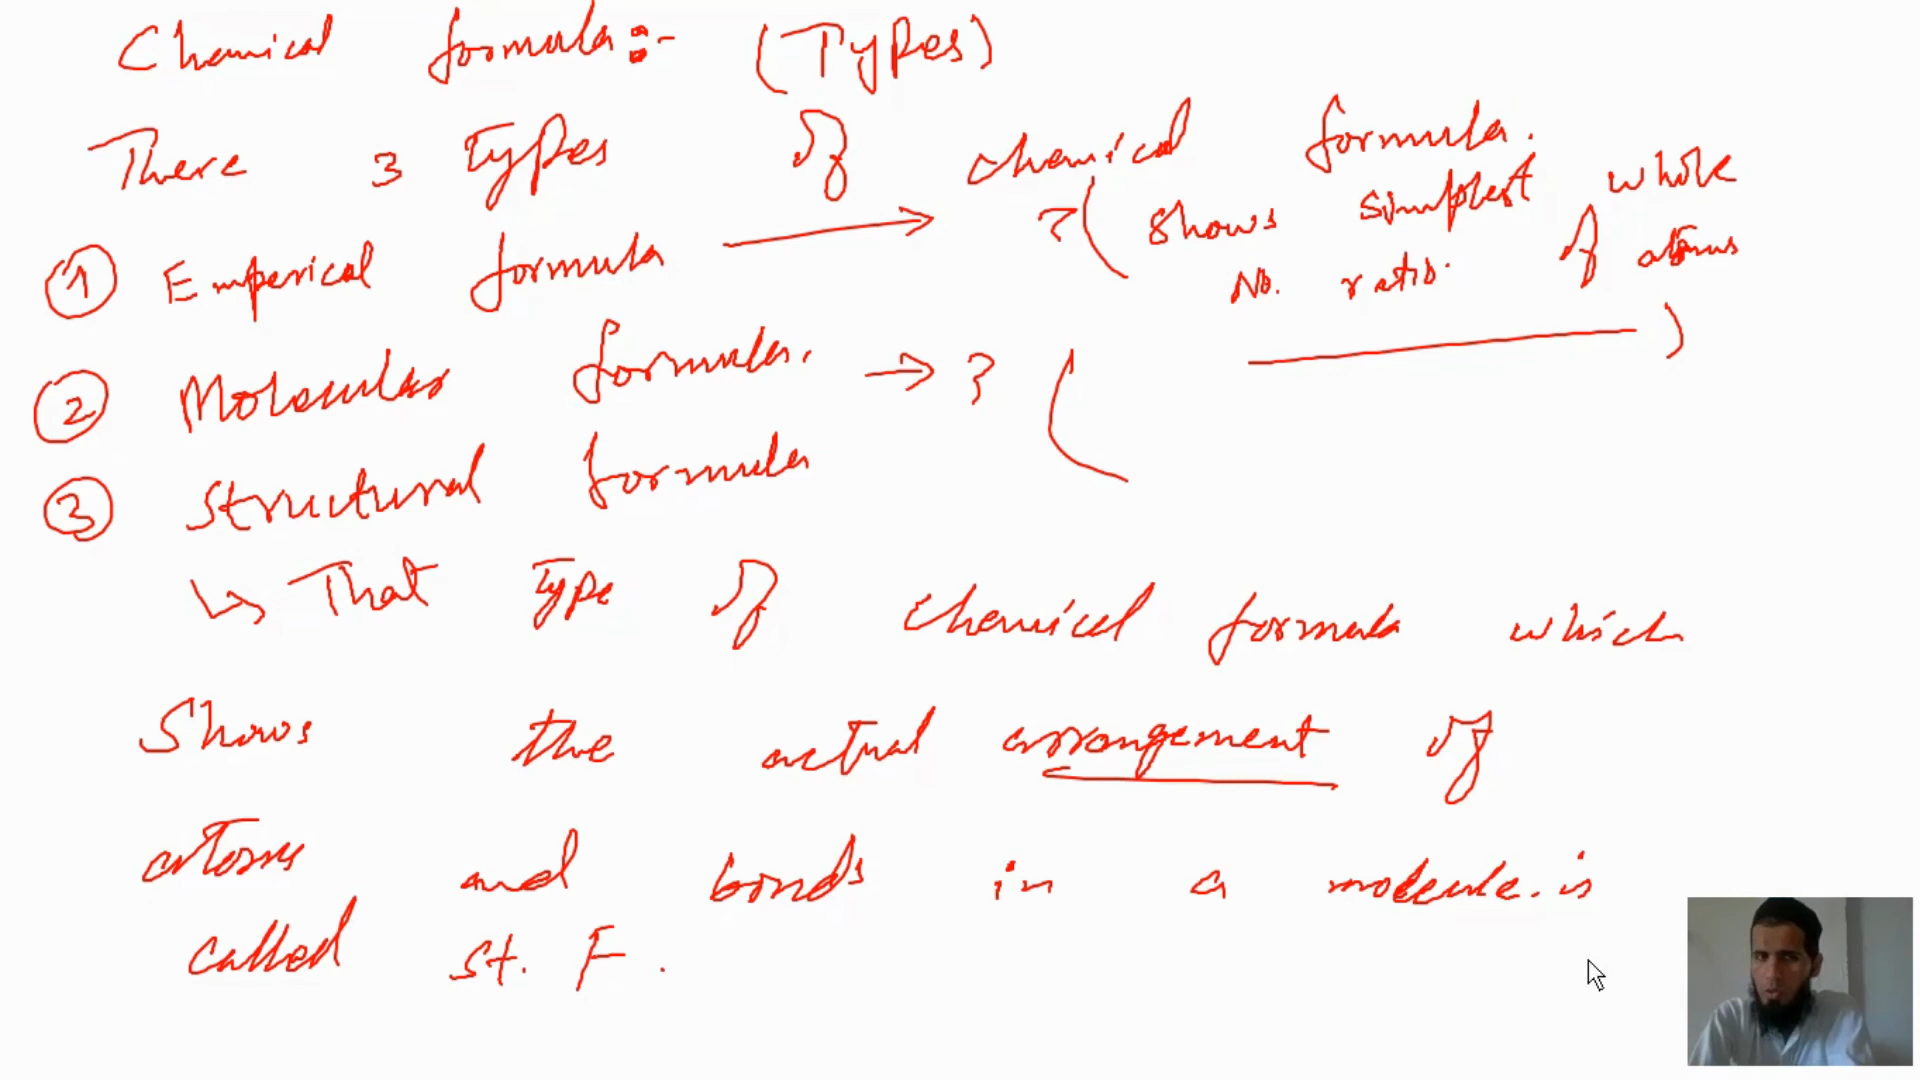 Chemical formula:- (Types)
There 3 Types of chemical formula.
① Emperical formula → ? (shows simplest whole
No. ratio. of atoms
)
② Molecular formula. → ? (
③ Structural formula
↳ That Type of chemical formula which
Shows the actual arrangement of
atoms and bonds in a molecule. is
called st. F.